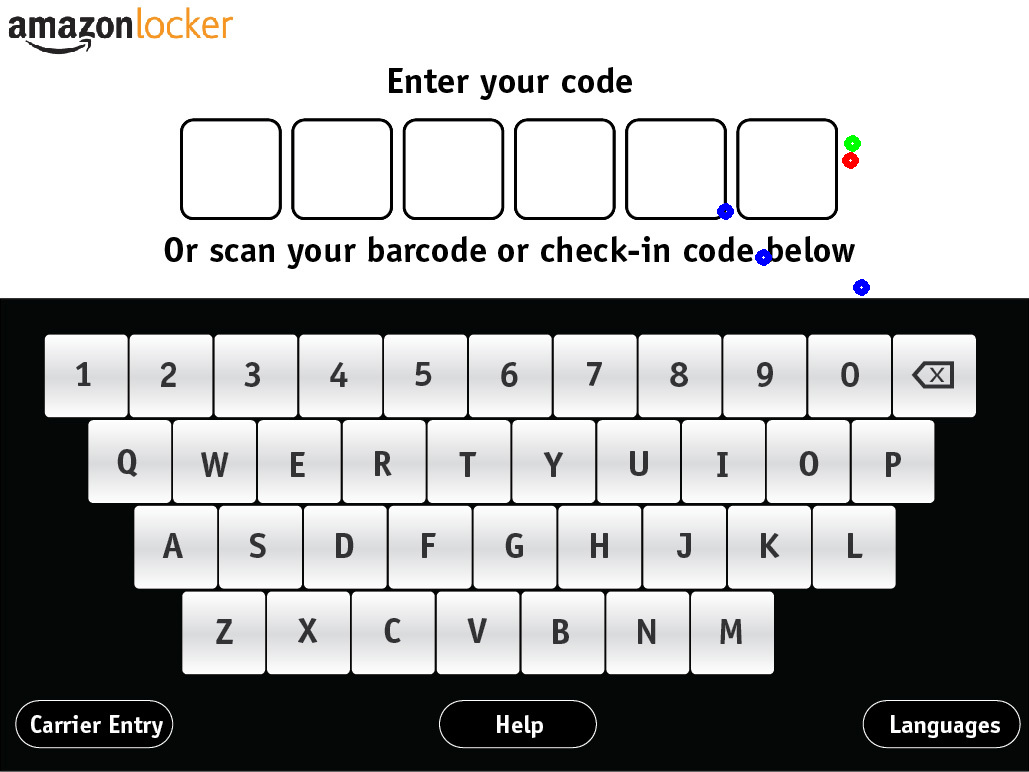 amazonlocker
Enter your code
Or scan your barcode or check-in code below
1 2 3 4 5 6 7 8 9 0 X
Q W E R T Y U I O P
A S D F G H J K L
Z X C V B N M
Carrier Entry Help Languages